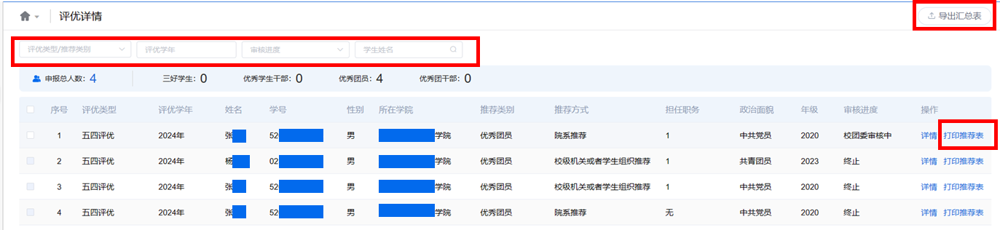 评优详情
导出汇总表
评优类型/推荐类别 评优学年 审核进度 学生姓名
申报总人数: 4 三好学生: 0 优秀学生干部: 0 优秀团员: 4 优秀团干部: 0
序号 评优类型 评优学年 姓名 学号 性别 所在学院 推荐类别 推荐方式 担任职务 政治面貌 年级 审核进度 操作
1 五四评优 2024年 张 52 男 学院 优秀团员 院系推荐 1 中共党员 2020 校团委审核中 详情 打印推荐表
2 五四评优 2024年 杨 02 男 学院 优秀团员 校级机关或者学生组织推荐 1 共青团员 2023 终止 详情 打印推荐表
3 五四评优 2024年 张 52 男 学院 优秀团员 校级机关或者学生组织推荐 1 中共党员 2020 终止 详情 打印推荐表
4 五四评优 2024年 张 52 男 学院 优秀团员 院系推荐 无 中共党员 2020 终止 详情 打印推荐表